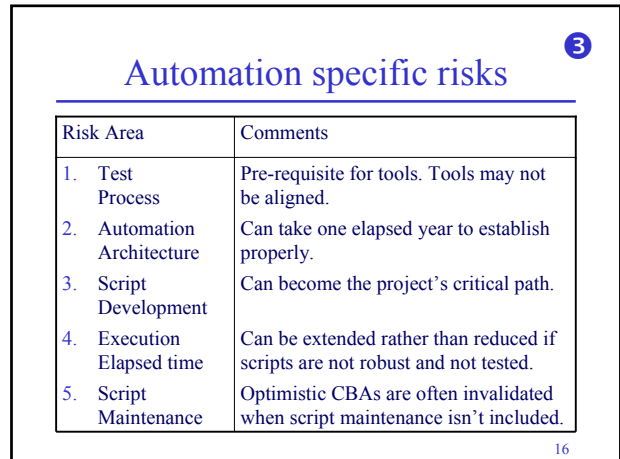 ❸
Automation specific risks
Risk Area Comments
1. Test Pre-requisite for tools. Tools may not
Process be aligned.
2. Automation Can take one elapsed year to establish
Architecture properly.
3. Script Can become the project’s critical path.
Development
4. Execution Can be extended rather than reduced if
Elapsed time scripts are not robust and not tested.
5. Script Optimistic CBAs are often invalidated
Maintenance when script maintenance isn’t included.
16